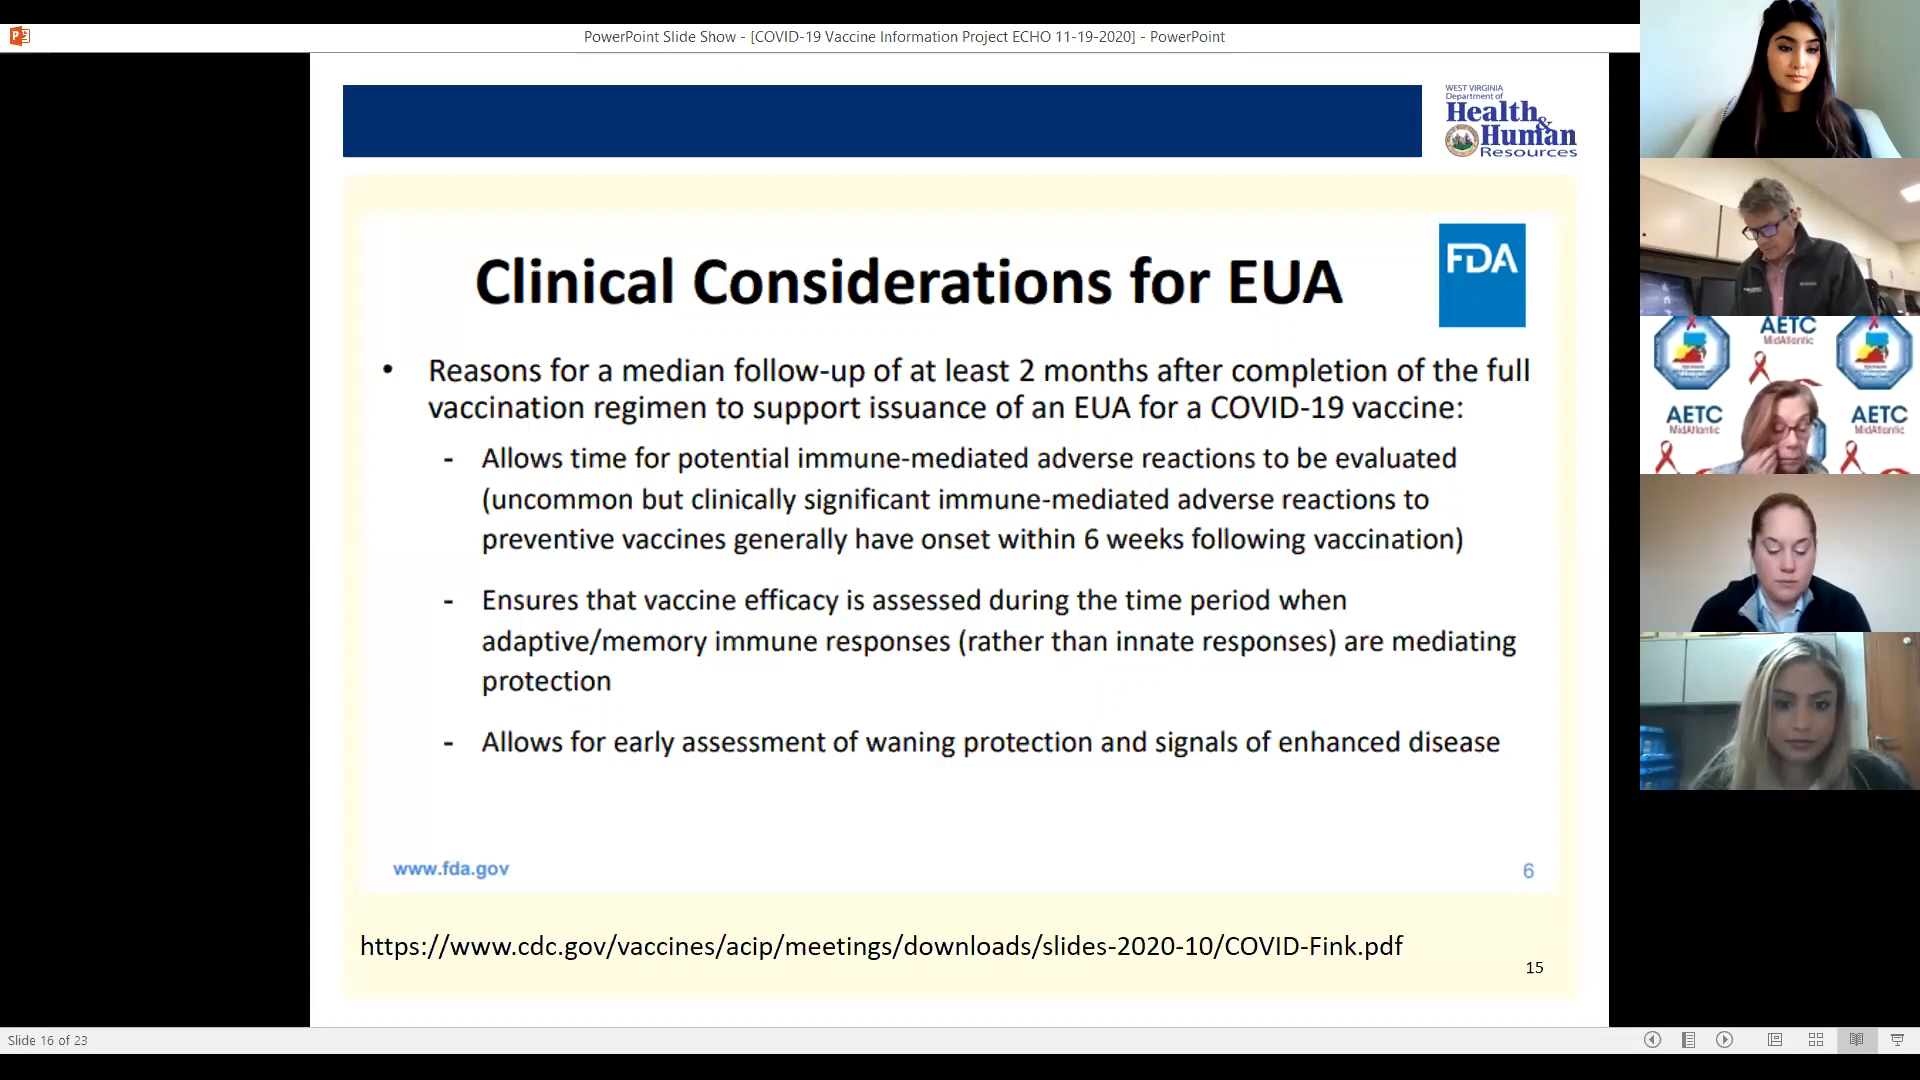 PowerPoint Slide Show - [COVID-19 Vaccine Information Project ECHO 11-19-2020] - PowerPoint
WEST VIRGINIA
Department of
Health &
Human
Resources
FDA
Clinical Considerations for EUA
• Reasons for a median follow-up of at least 2 months after completion of the full
vaccination regimen to support issuance of an EUA for a COVID-19 vaccine:
- Allows time for potential immune-mediated adverse reactions to be evaluated
(uncommon but clinically significant immune-mediated adverse reactions to
preventive vaccines generally have onset within 6 weeks following vaccination)
- Ensures that vaccine efficacy is assessed during the time period when
adaptive/memory immune responses (rather than innate responses) are mediating
protection
- Allows for early assessment of waning protection and signals of enhanced disease
www.fda.gov
6
https://www.cdc.gov/vaccines/acip/meetings/downloads/slides-2020-10/COVID-Fink.pdf
15
Slide 16 of 23
AETC
MidAtlantic
AETC
MidAtlantic
AETC
MidAtlantic